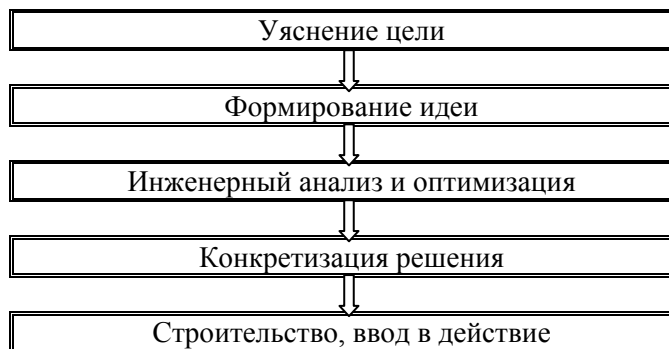 Уяснение цели
Формирование идеи
Инженерный анализ и оптимизация
Конкретизация решения
Строительство, ввод в действие